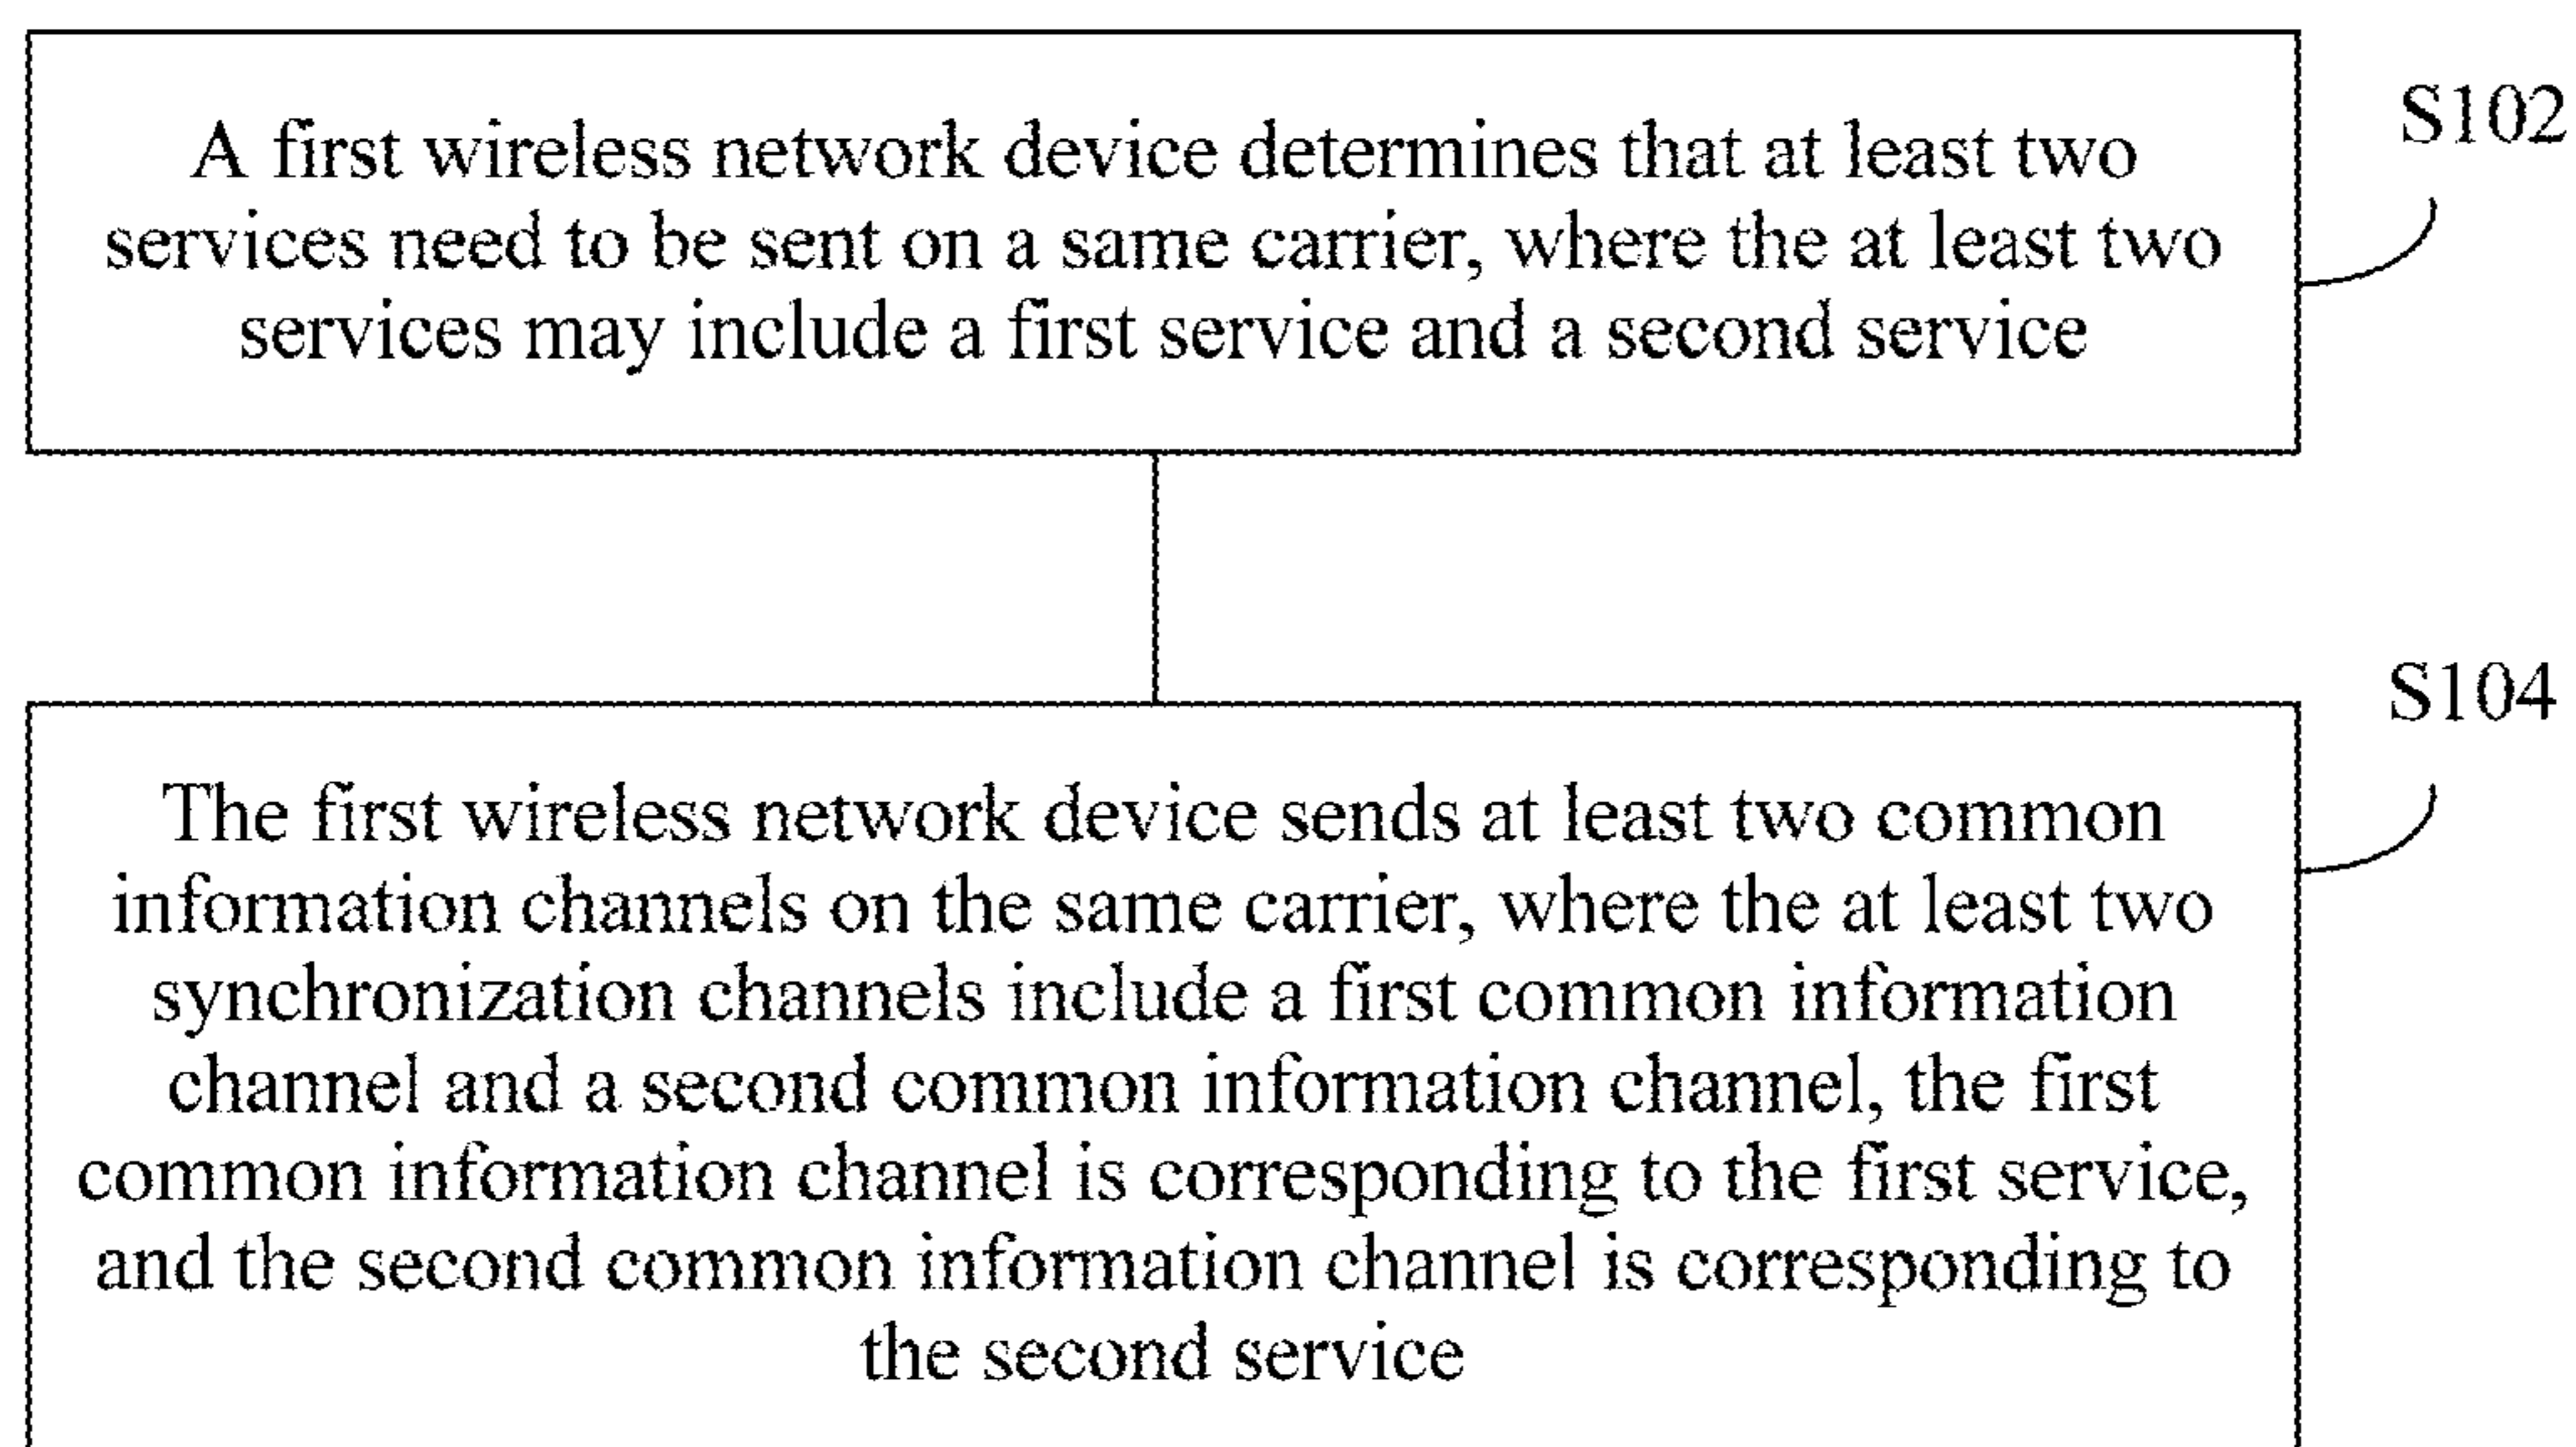 S102
A first wireless network device determines that at least two
services need to be sent on a same carrier, where the at least two
services may include a first service and a second service
S104
The first wireless network device sends at least two common
information channels on the same carrier, where the at least two
synchronization channels include a first common information
channel and a second common information channel, the first
common information channel is corresponding to the first service,
and the second common information channel is corresponding to
the second service